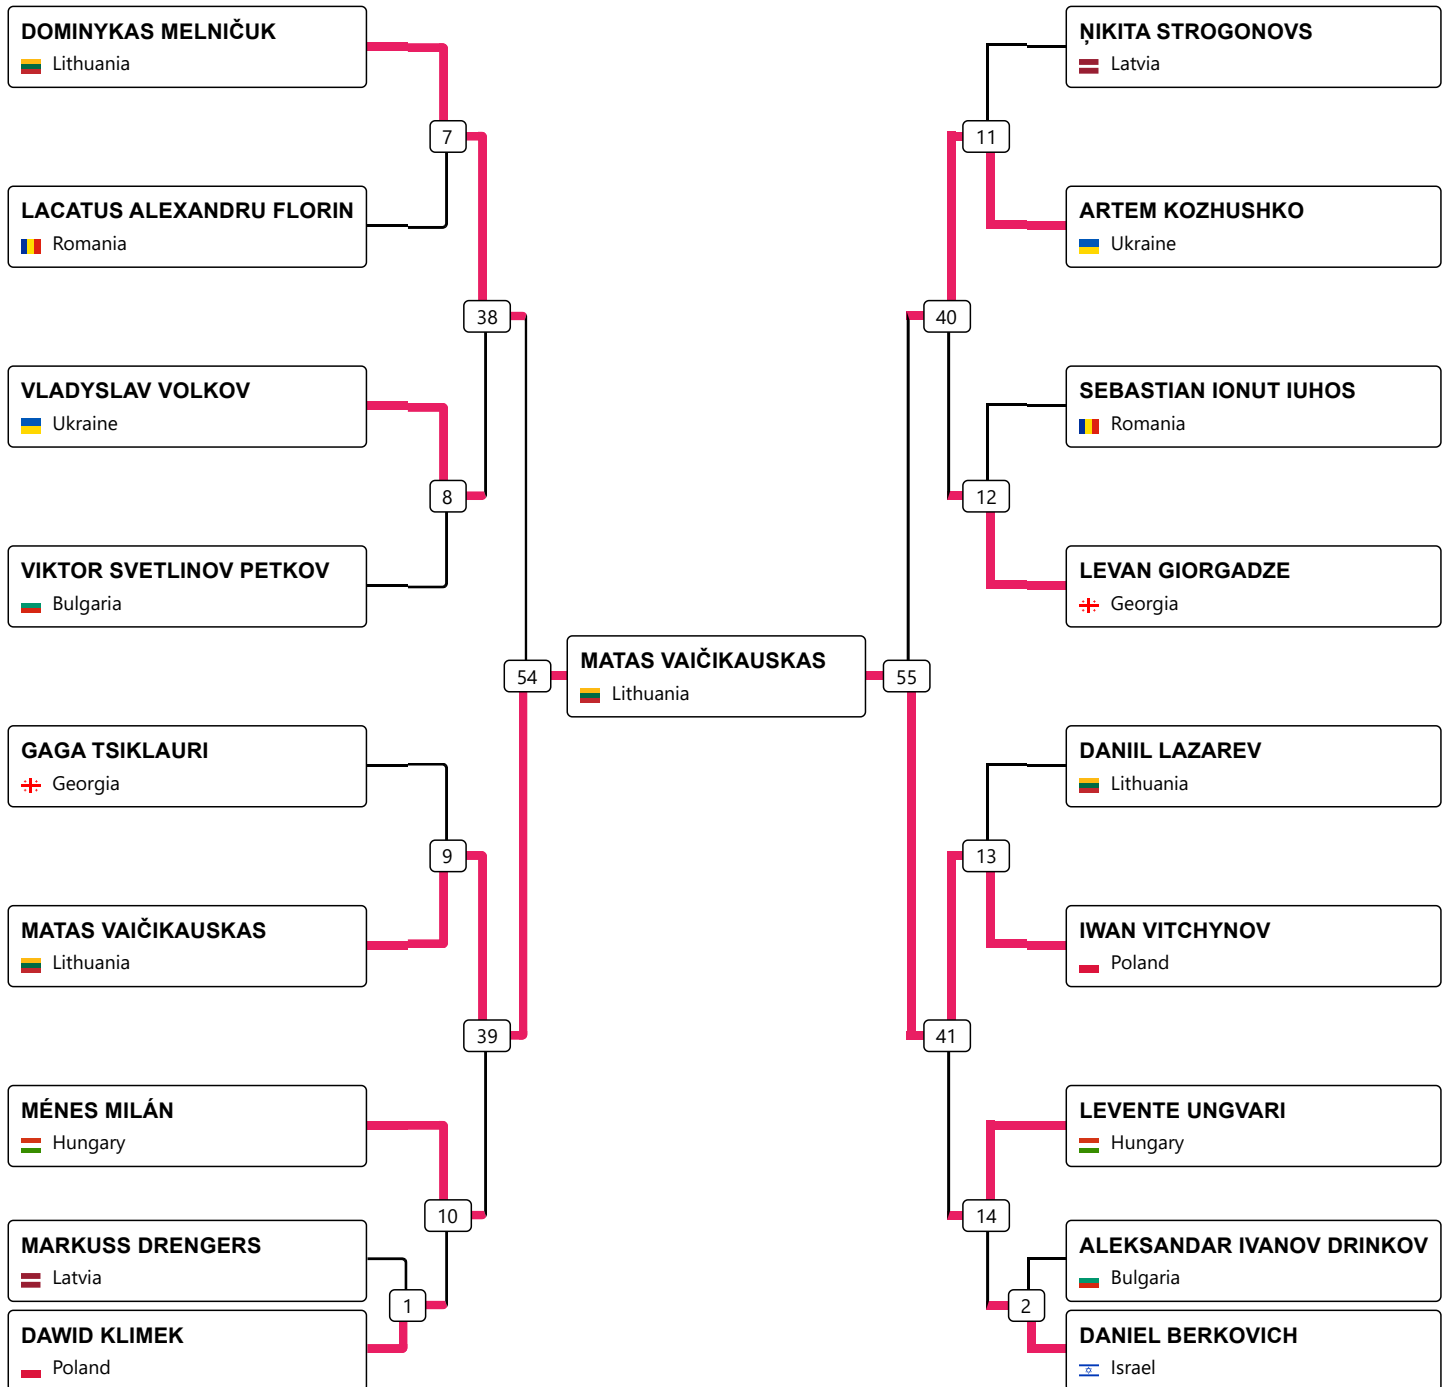 DOMINYKAS MELNIČUK
Lithuania
7
LACATUS ALEXANDRU FLORIN
Romania
38
VLADYSLAV VOLKOV
Ukraine
8
VIKTOR SVETLINOV PETKOV
Bulgaria
54
GAGA TSIKLAURI
Georgia
9
MATAS VAIČIKAUSKAS
Lithuania
39
MÉNES MILÁN
Hungary
10
MARKUSS DRENGERS
Latvia
1
DAWID KLIMEK
Poland
MATAS VAIČIKAUSKAS
Lithuania
ŅIKITA STROGONOVS
Latvia
11
ARTEM KOZHUSHKO
Ukraine
40
SEBASTIAN IONUT IUHOS
Romania
12
LEVAN GIORGADZE
Georgia
55
DANIIL LAZAREV
Lithuania
13
IWAN VITCHYNOV
Poland
41
LEVENTE UNGVARI
Hungary
14
ALEKSANDAR IVANOV DRINKOV
Bulgaria
2
DANIEL BERKOVICH
Israel